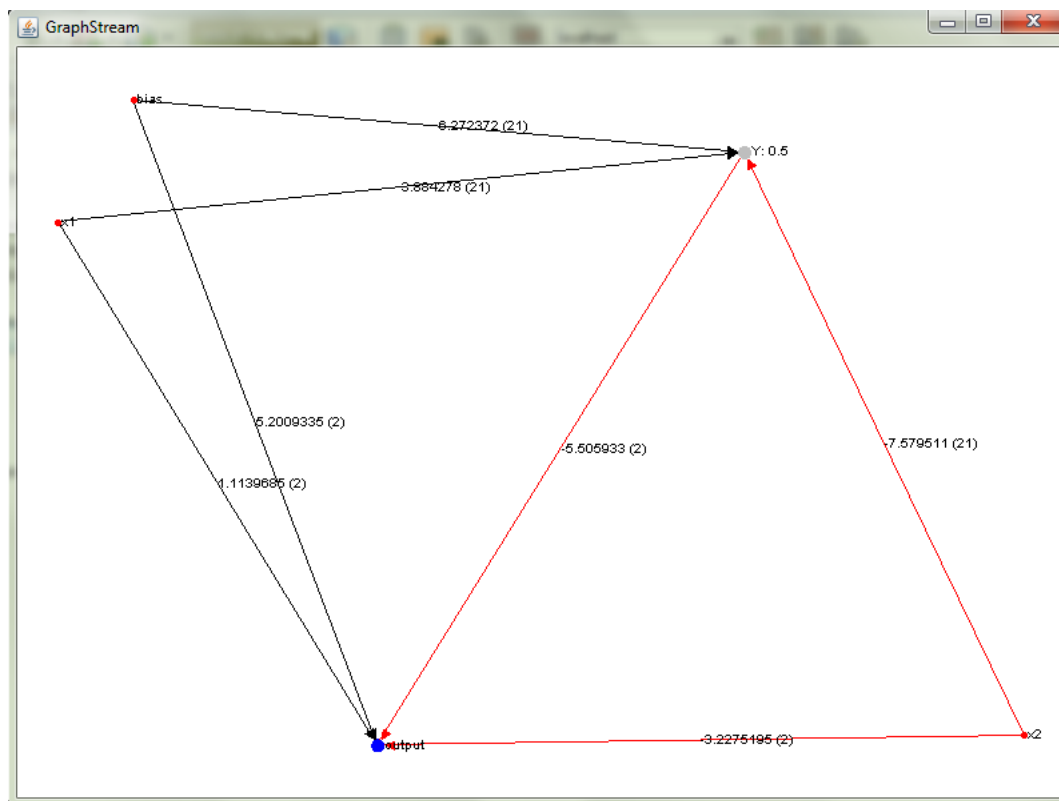 GraphStream
bias
6.272372 (21)
Y: 0.5
3.884278 (21)
x1
5.2009335 (2)
-7.579511 (21)
-5.505933 (2)
1.1139685 (2)
x2
-3.2275195 (2)
output